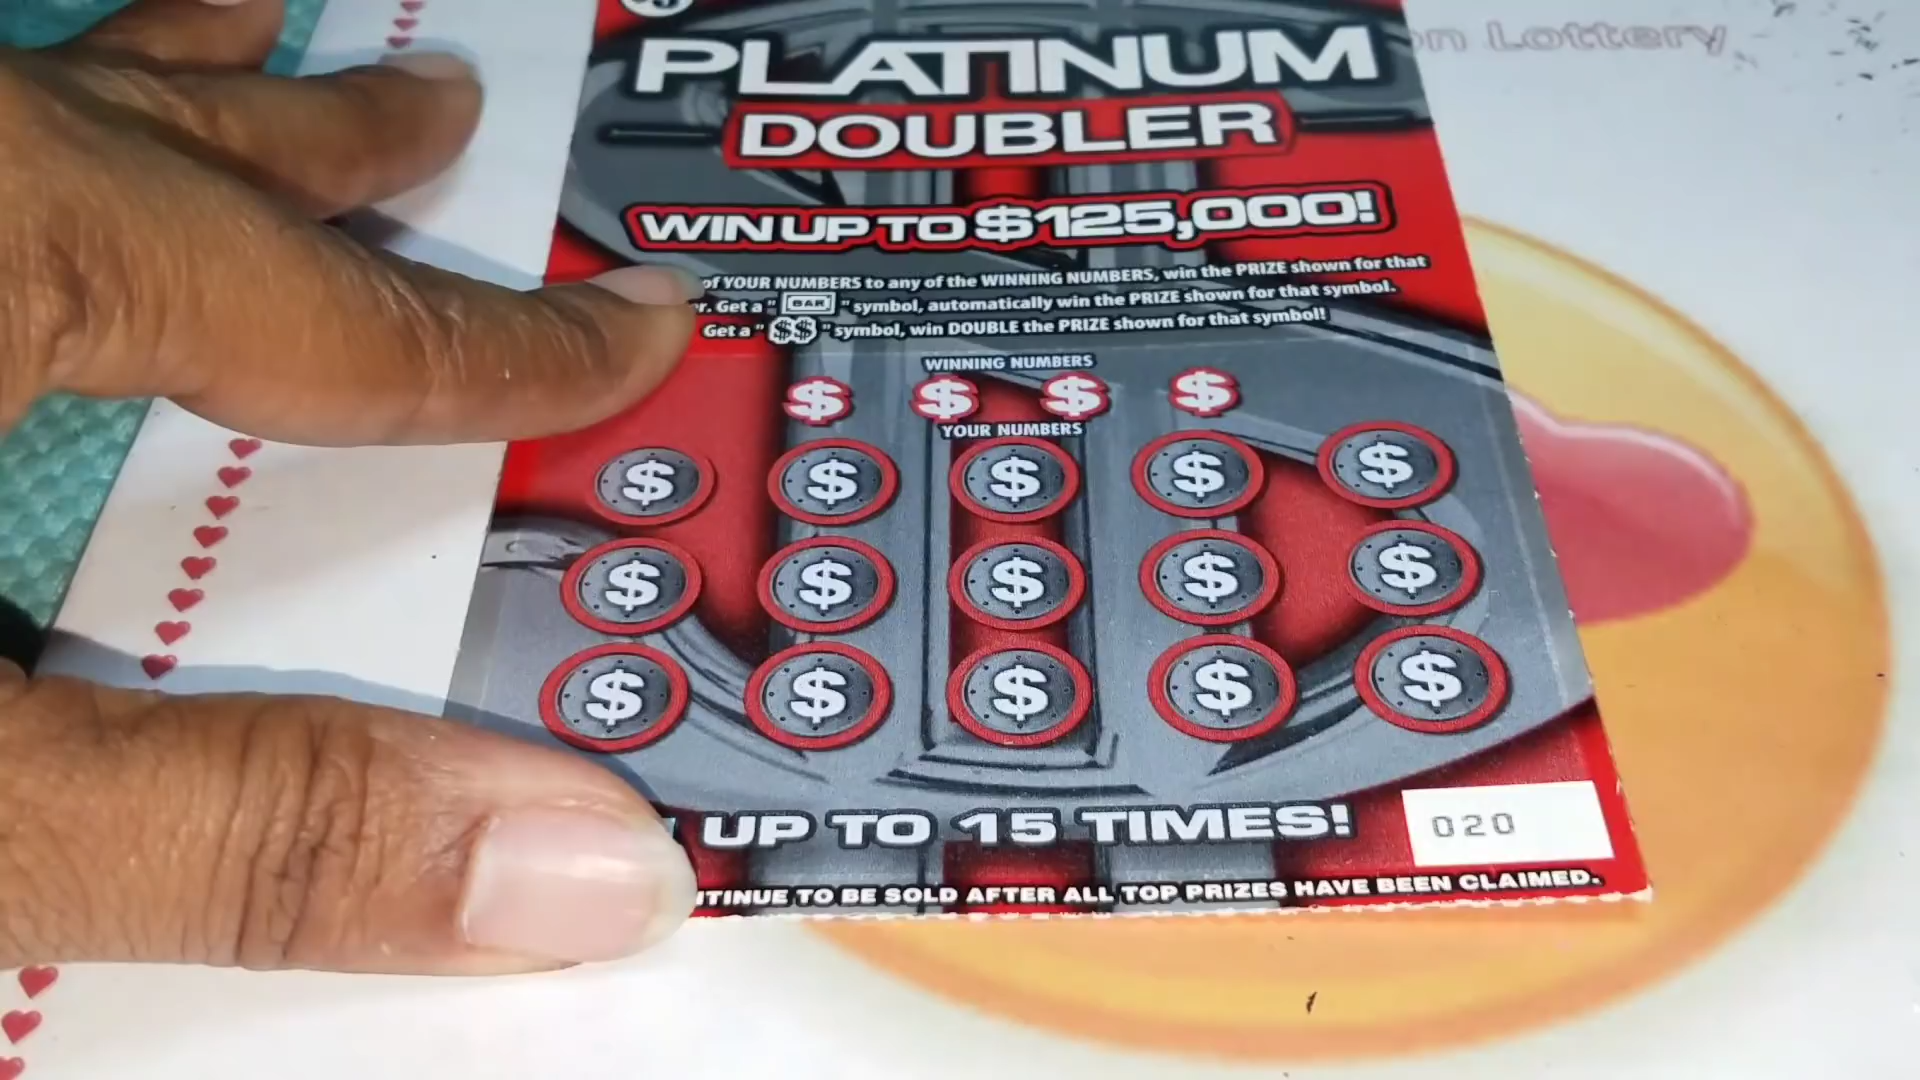 on Lottery
PLATINUM
DOUBLER
WIN UP TO $125,000!
of YOUR NUMBERS to any of the WINNING NUMBERS, win the PRIZE shown for that
r. Get a " BAR " symbol, automatically win the PRIZE shown for that symbol.
Get a " $$ " symbol, win DOUBLE the PRIZE shown for that symbol!
WINNING NUMBERS
$ $ $ $
YOUR NUMBERS
$ $ $ $ $
$ $ $ $ $
$ $ $ $ $
UP TO 15 TIMES!
020
NTINUE TO BE SOLD AFTER ALL TOP PRIZES HAVE BEEN CLAIMED.